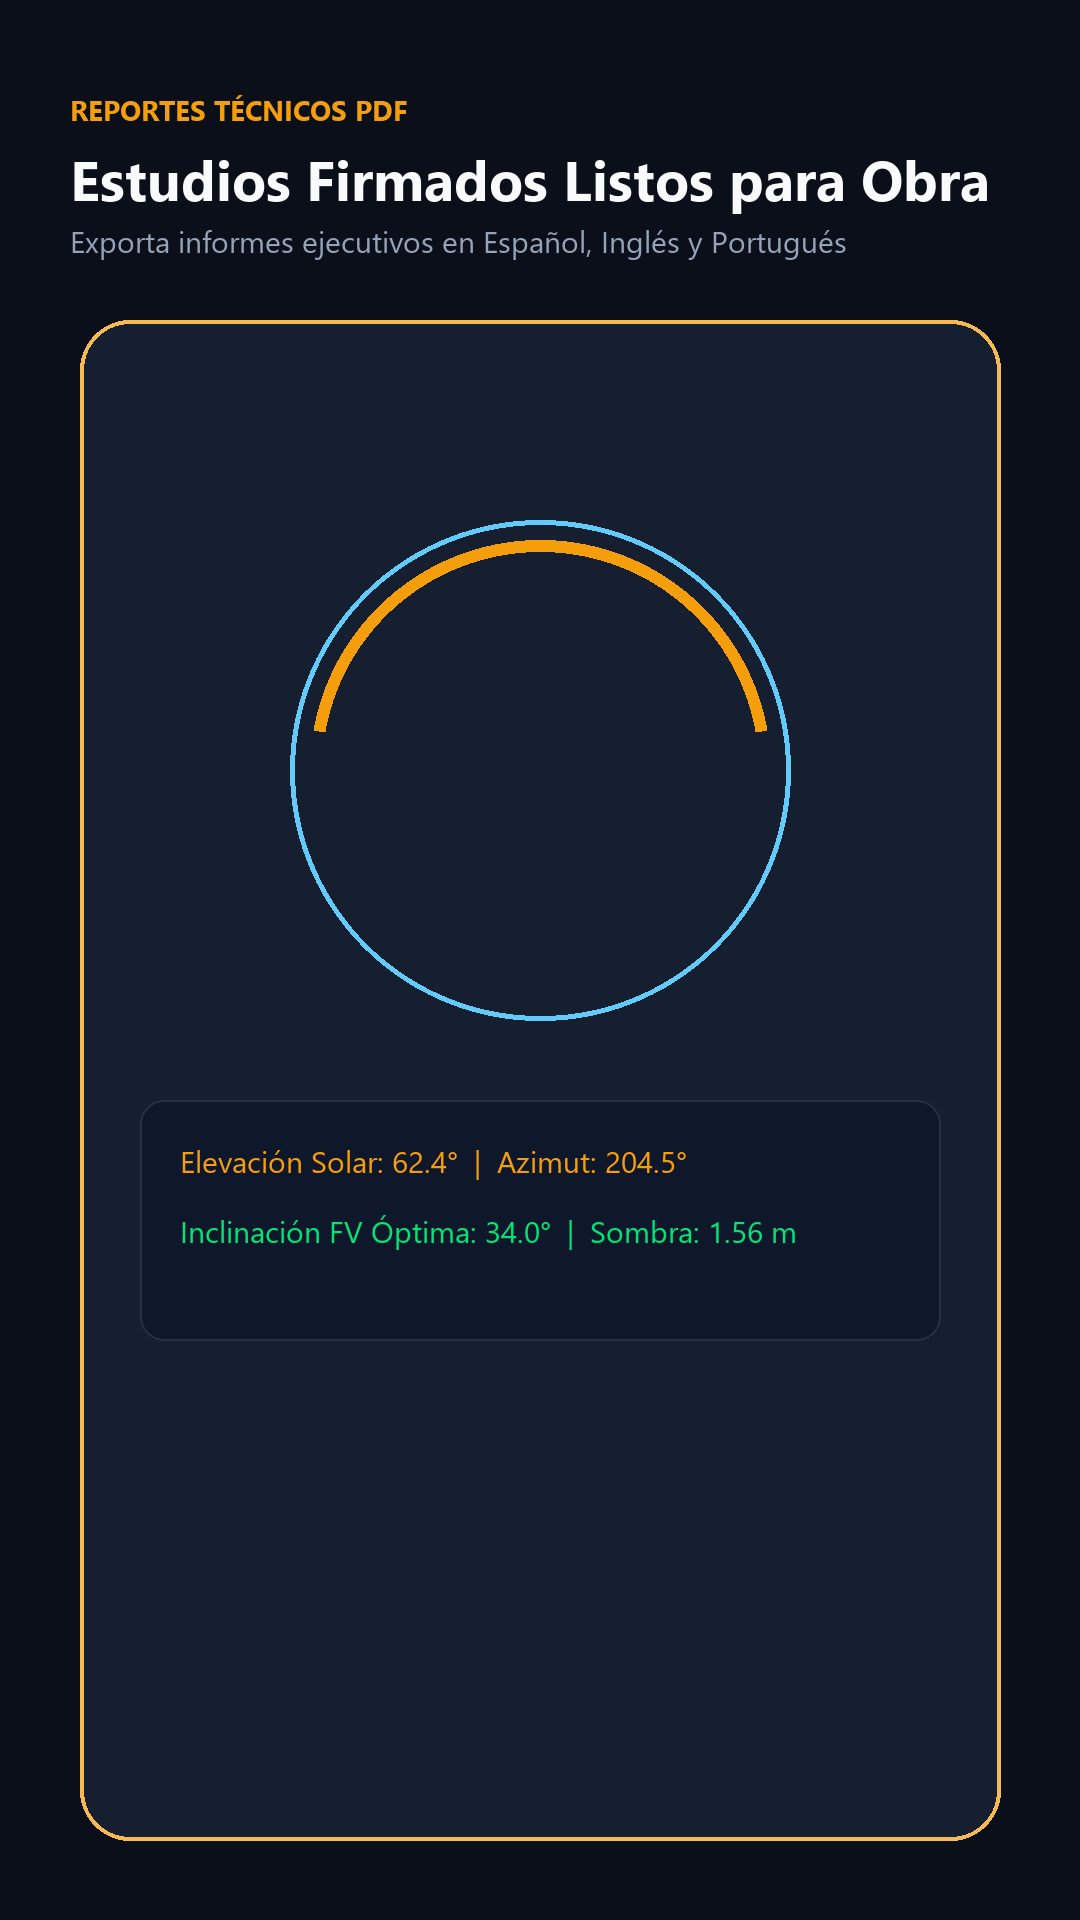 REPORTES TÉCNICOS PDF
Estudios Firmados Listos para Obra
Exporta informes ejecutivos en Español, Inglés y Portugués
Elevación Solar: 62.4° | Azimut: 204.5°
Inclinación FV Óptima: 34.0° | Sombra: 1.56 m